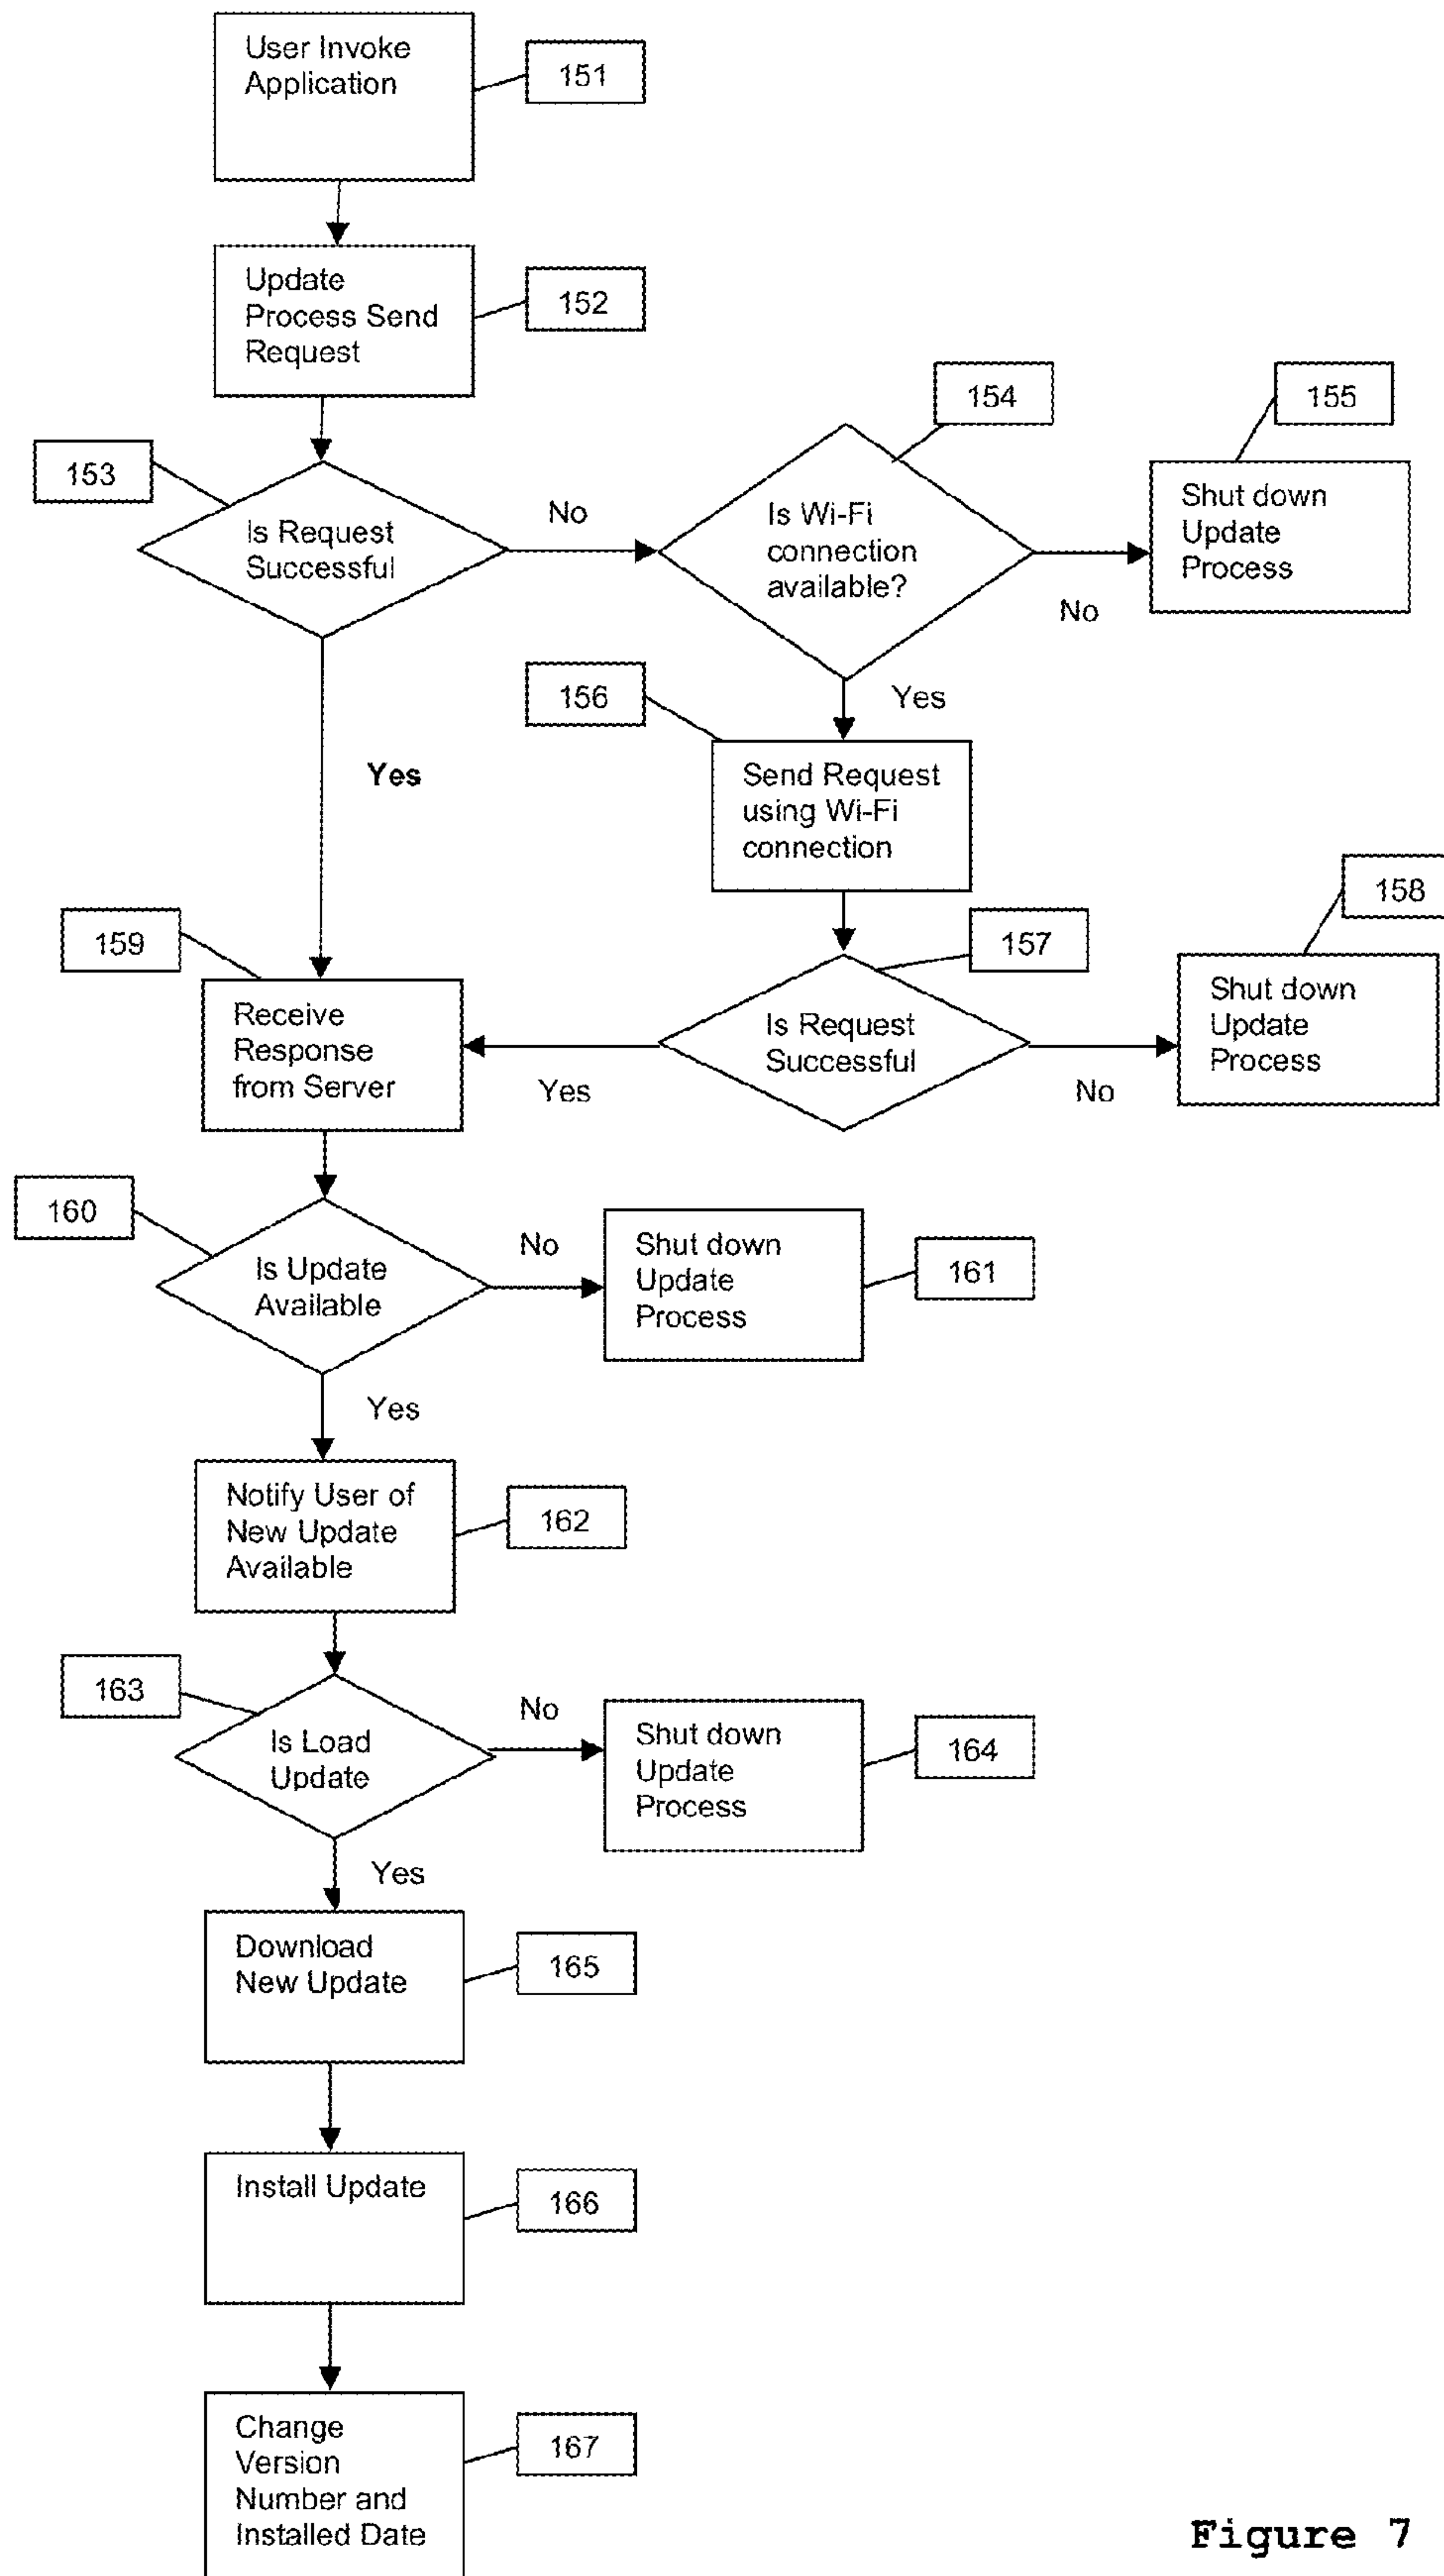 User Invoke
Application
151
Update
Process Send
Request
152
153
Is Request
Successful
No
154
Is Wi-Fi
connection
available?
No
155
Shut down
Update
Process
Yes
Yes
156
Send Request
using Wi-Fi
connection
157
Is Request
Successful
Yes
No
158
Shut down
Update
Process
159
Receive
Response
from Server
160
Is Update
Available
No
Shut down
Update
Process
161
Yes
Notify User of
New Update
Available
162
163
Is Load
Update
No
Shut down
Update
Process
164
Yes
Download
New Update
165
Install Update
166
Change
Version
Number and
Installed Date
167
Figure 7